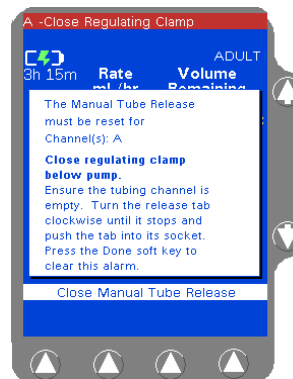 A -Close Regulating Clamp
ADULT
3h 15m Rate Volume
mL/hr Remaining
The Manual Tube Release
must be reset for
Channel(s): A
Close regulating clamp
below pump.
Ensure the tubing channel is
empty. Turn the release tab
clockwise until it stops and
push the tab into its socket.
Press the Done soft key to
clear this alarm.
Close Manual Tube Release